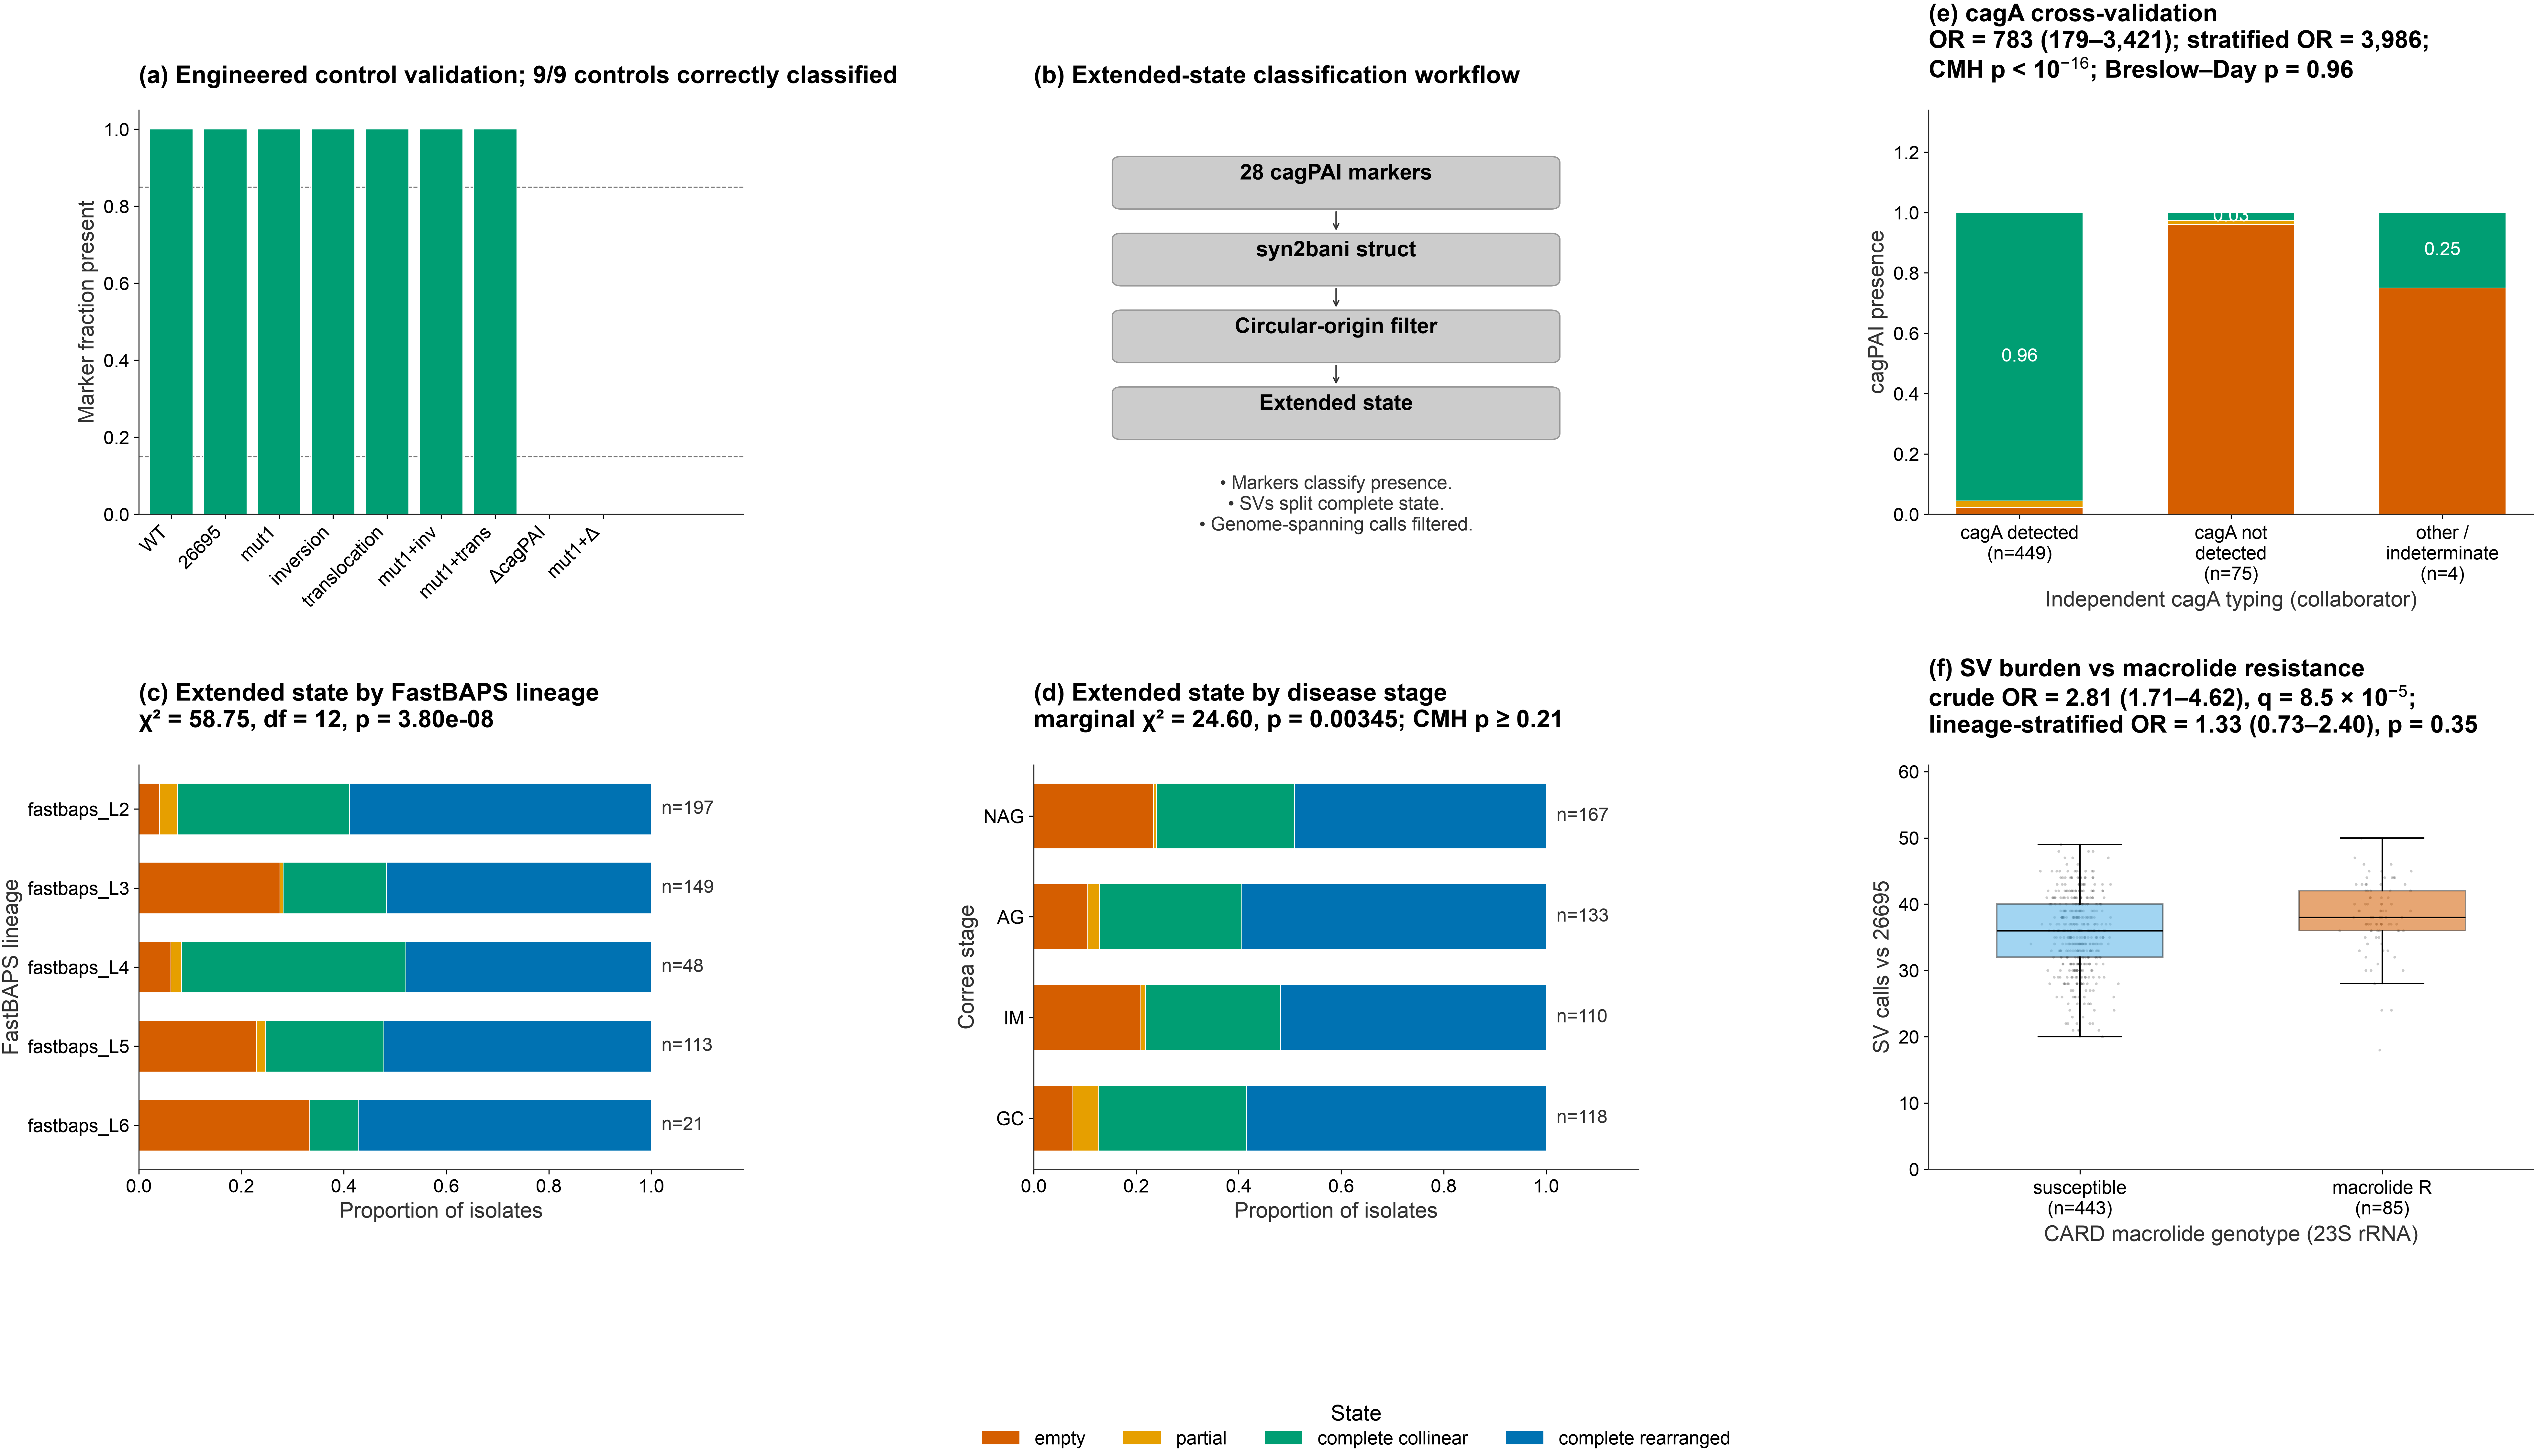 (a) Engineered control validation; 9/9 controls correctly classified
Marker fraction present
1.0
0.8
0.6
0.4
0.2
0.0
WT
26695
mut1
inversion
translocation
mut1+inv
mut1+trans
ΔcagPAI
mut1+Δ
(b) Extended-state classification workflow
28 cagPAI markers
syn2bani struct
Circular-origin filter
Extended state
• Markers classify presence.
• SVs split complete state.
• Genome-spanning calls filtered.
(e) cagA cross-validation
OR = 783 (179–3,421); stratified OR = 3,986;
CMH p < 10⁻¹⁶; Breslow–Day p = 0.96
cagPAI presence
1.2
1.0
0.8
0.6
0.4
0.2
0.0
0.96
0.03
0.25
cagA detected
(n=449)
cagA not
detected
(n=75)
other /
indeterminate
(n=4)
Independent cagA typing (collaborator)
(c) Extended state by FastBAPS lineage
χ² = 58.75, df = 12, p = 3.80e-08
FastBAPS lineage
fastbaps_L2
n=197
fastbaps_L3
n=149
fastbaps_L4
n=48
fastbaps_L5
n=113
fastbaps_L6
n=21
0.0 0.2 0.4 0.6 0.8 1.0
Proportion of isolates
(d) Extended state by disease stage
marginal χ² = 24.60, p = 0.00345; CMH p ≥ 0.21
Correa stage
NAG
n=167
AG
n=133
IM
n=110
GC
n=118
0.0 0.2 0.4 0.6 0.8 1.0
Proportion of isolates
(f) SV burden vs macrolide resistance
crude OR = 2.81 (1.71–4.62), q = 8.5 × 10⁻⁵;
lineage-stratified OR = 1.33 (0.73–2.40), p = 0.35
SV calls vs 26695
60
50
40
30
20
10
0
susceptible
(n=443)
macrolide R
(n=85)
CARD macrolide genotype (23S rRNA)
State
empty partial complete collinear complete rearranged